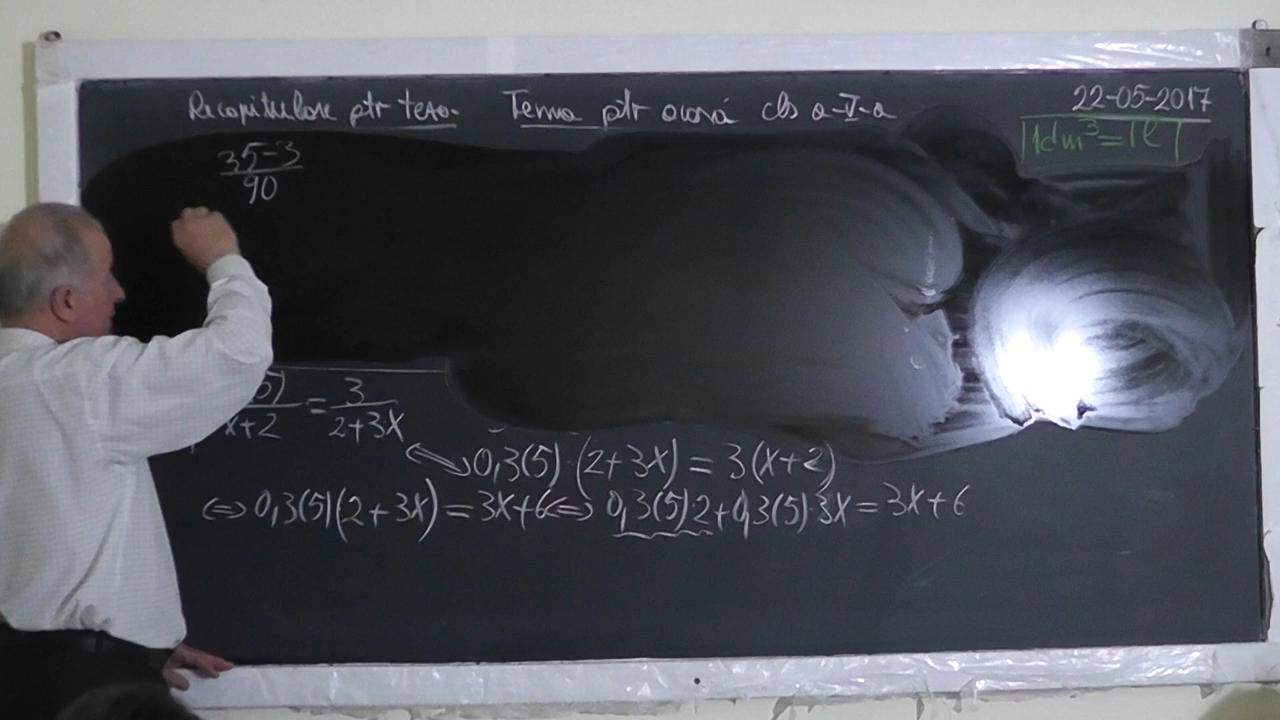 Recapitulare ptr teză. Tema ptr acasă cls a-V-a
22-05-2017
1dm³=1ℓ
35-3
90
5) = 3
x+2 2+3x
⟺ 0,3(5)·(2+3x)=3(x+2)
⟺ 0,3(5)(2+3x)=3x+6 ⟺ 0,3(5)·2+0,3(5)·3x=3x+6